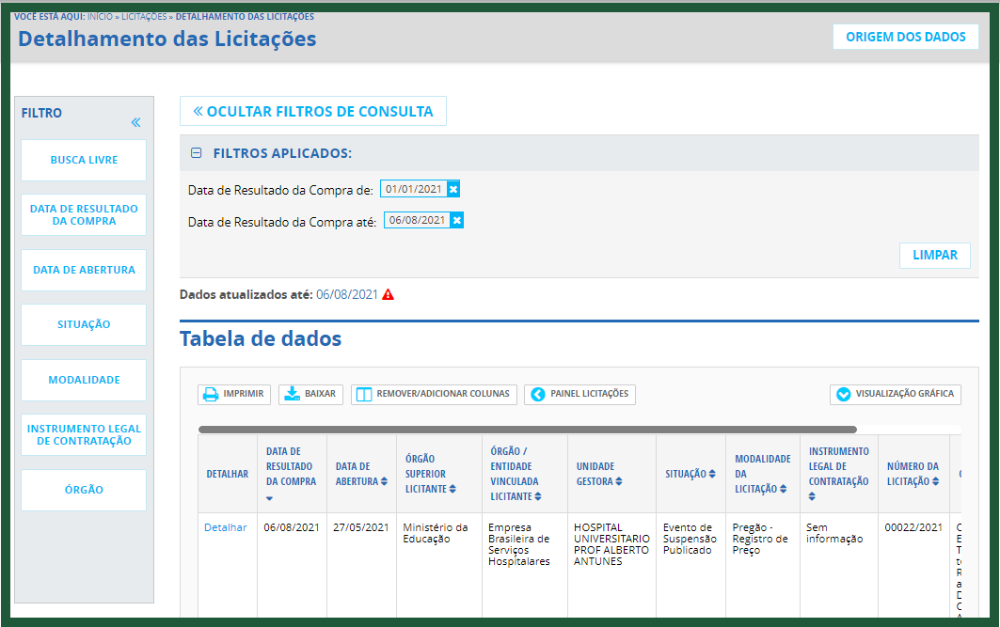 VOCÊ ESTÁ AQUI: INÍCIO » LICITAÇÕES » DETALHAMENTO DAS LICITAÇÕES
Detalhamento das Licitações
ORIGEM DOS DADOS
FILTRO
«
BUSCA LIVRE
DATA DE RESULTADO
DA COMPRA
DATA DE ABERTURA
SITUAÇÃO
MODALIDADE
INSTRUMENTO LEGAL
DE CONTRATAÇÃO
ÓRGÃO
« OCULTAR FILTROS DE CONSULTA
FILTROS APLICADOS:
Data de Resultado da Compra de: 01/01/2021
Data de Resultado da Compra até: 06/08/2021
LIMPAR
Dados atualizados até: 06/08/2021
Tabela de dados
IMPRIMIR
BAIXAR
REMOVER/ADICIONAR COLUNAS
PAINEL LICITAÇÕES
VISUALIZAÇÃO GRÁFICA
DETALHAR
DATA DE
RESULTADO
DA COMPRA
DATA DE
ABERTURA
ÓRGÃO
SUPERIOR
LICITANTE
ÓRGÃO /
ENTIDADE
VINCULADA
LICITANTE
UNIDADE
GESTORA
SITUAÇÃO
MODALIDADE
DA
LICITAÇÃO
INSTRUMENTO
LEGAL DE
CONTRATAÇÃO
NÚMERO DA
LICITAÇÃO
Detalhar
06/08/2021
27/05/2021
Ministério da
Educação
Empresa
Brasileira de
Serviços
Hospitalares
HOSPITAL
UNIVERSITARIO
PROF ALBERTO
ANTUNES
Evento de
Suspensão
Publicado
Pregão -
Registro de
Preço
Sem
informação
00022/2021